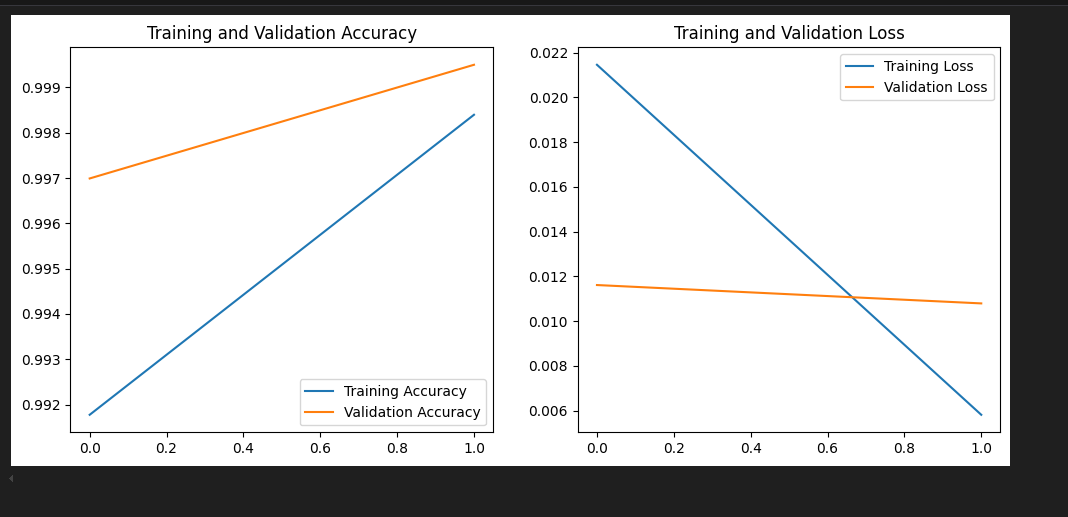 Training and Validation Accuracy
0.999
0.998
0.997
0.996
0.995
0.994
0.993
0.992
Training Accuracy
Validation Accuracy
0.0 0.2 0.4 0.6 0.8 1.0
Training and Validation Loss
0.022
0.020
0.018
0.016
0.014
0.012
0.010
0.008
0.006
Training Loss
Validation Loss
0.0 0.2 0.4 0.6 0.8 1.0